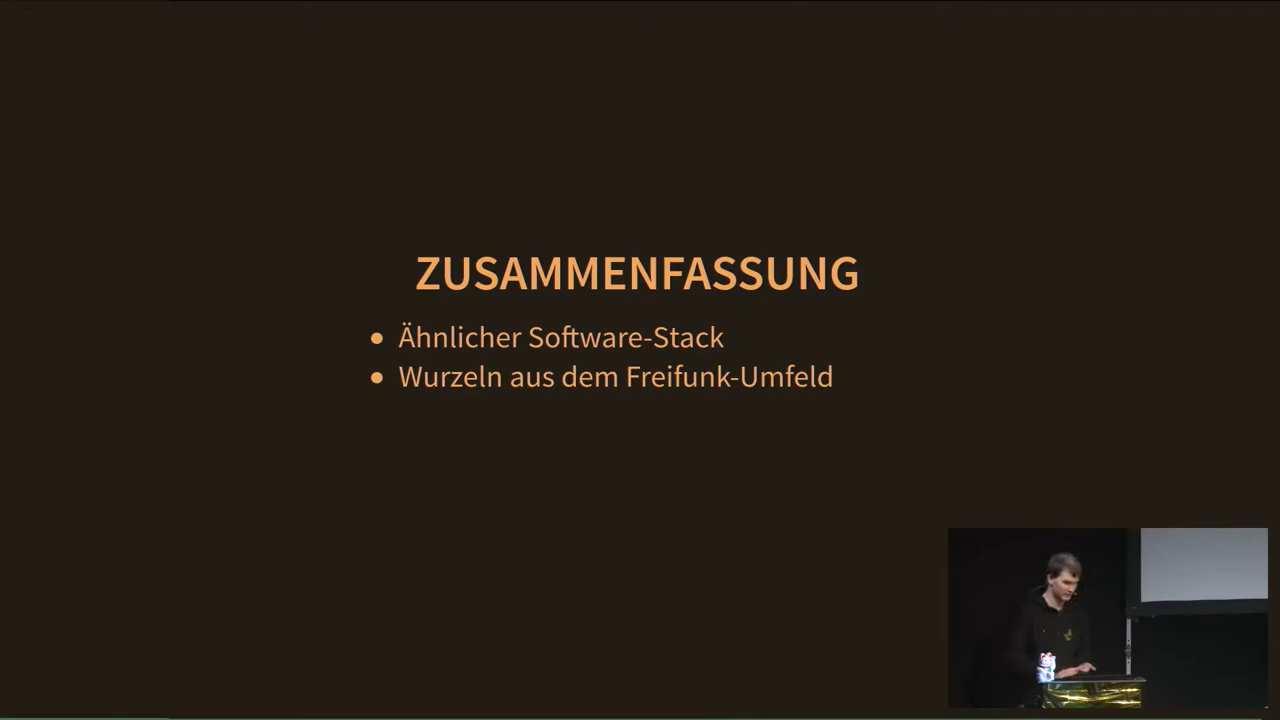 ZUSAMMENFASSUNG
Ähnlicher Software-Stack
Wurzeln aus dem Freifunk-Umfeld